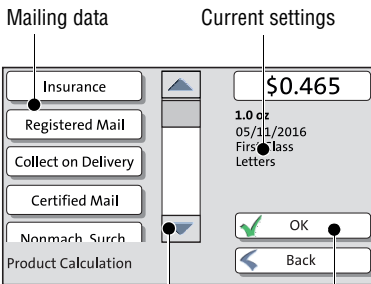 Mailing data
Current settings
Insurance
Registered Mail
Collect on Delivery
Certified Mail
Nonmach. Surch.
Product Calculation
$0.465
1.0 oz
05/11/2016
First Class
Letters
OK
Back